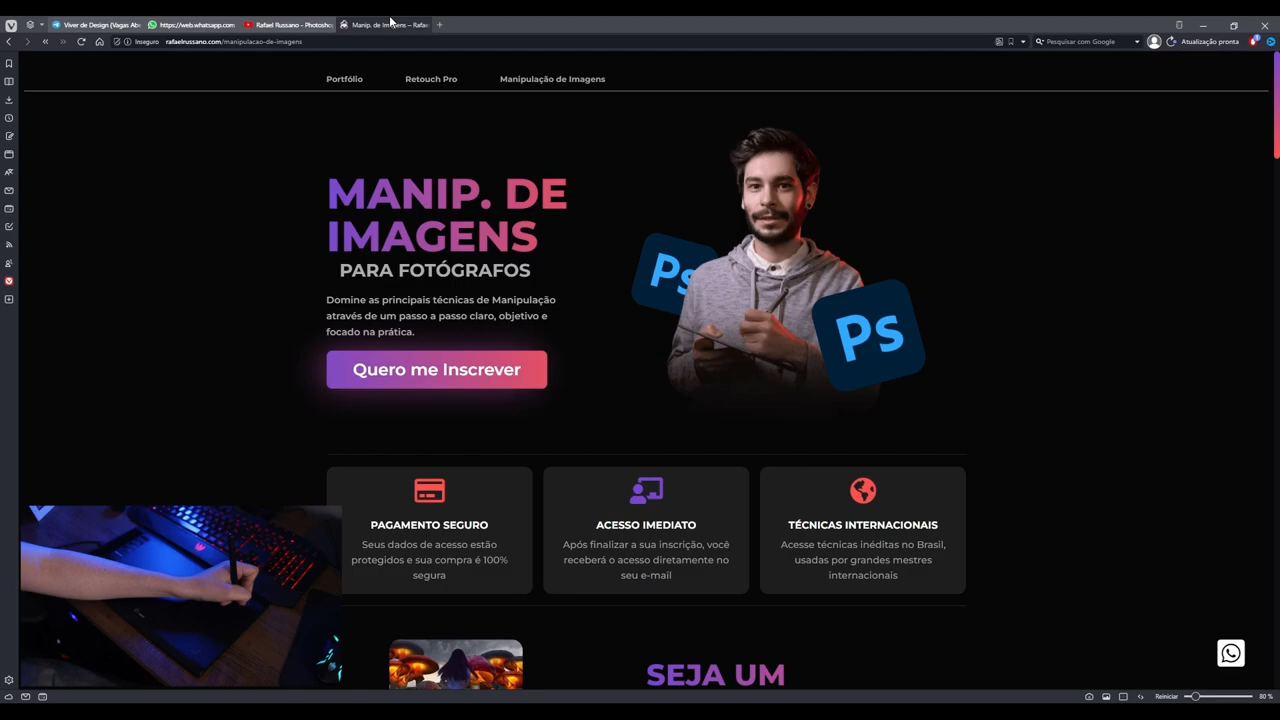 Viver de Design (Vagas Ab
https://web.whatsapp.com
Rafael Russano - Photosho
Manip. de Imagens – Rafa
Inseguro
rafaelrussano.com/manipulacao-de-imagens
Pesquisar com Google
Atualização pronta
Portfólio
Retouch Pro
Manipulação de Imagens
MANIP. DE
IMAGENS
PARA FOTÓGRAFOS
Domine as principais técnicas de Manipulação
através de um passo a passo claro, objetivo e
focado na prática.
Quero me Inscrever
Ps
Ps
PAGAMENTO SEGURO
Seus dados de acesso estão
protegidos e sua compra é 100%
segura
ACESSO IMEDIATO
Após finalizar a sua inscrição, você
receberá o acesso diretamente no
seu e-mail
TÉCNICAS INTERNACIONAIS
Acesse técnicas inéditas no Brasil,
usadas por grandes mestres
internacionais
SEJA UM
Reiniciar
80 %